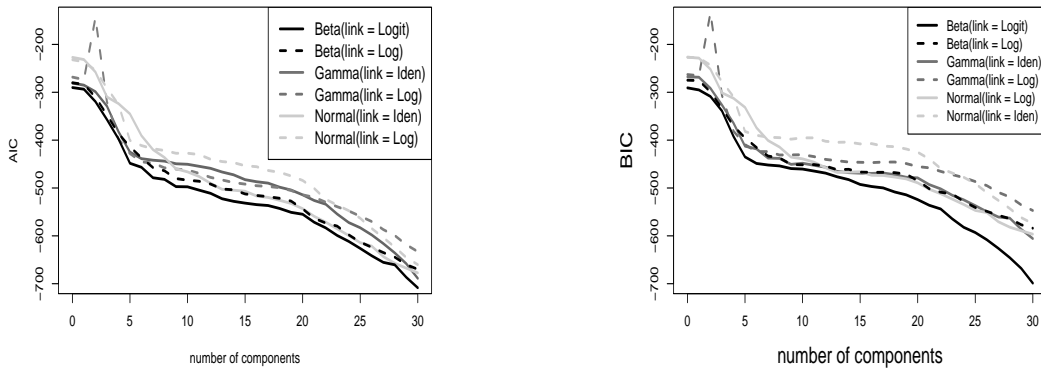 AIC
-200
-300
-400
-500
-600
-700
0 5 10 15 20 25 30
number of components
Beta(link = Logit)
Beta(link = Log)
Gamma(link = Iden)
Gamma(link = Log)
Normal(link = Iden)
Normal(link = Log)
BIC
-200
-300
-400
-500
-600
-700
0 5 10 15 20 25 30
number of components
Beta(link = Logit)
Beta(link = Log)
Gamma(link = Iden)
Gamma(link = Log)
Normal(link = Log)
Normal(link = Iden)